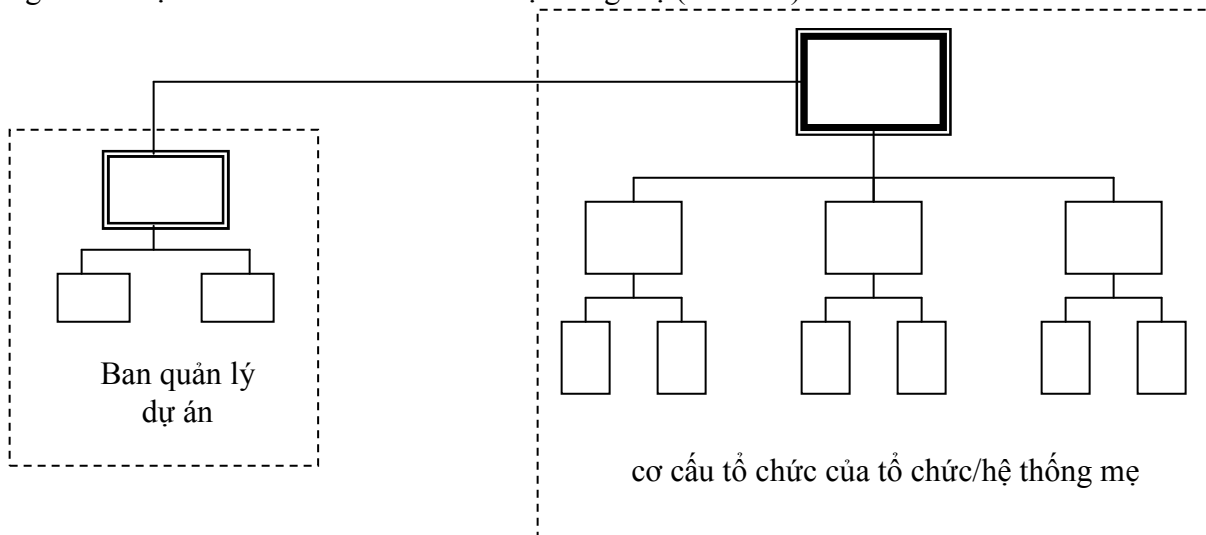 Ban quản lý
dự án
cơ cấu tổ chức của tổ chức/hệ thống mẹ